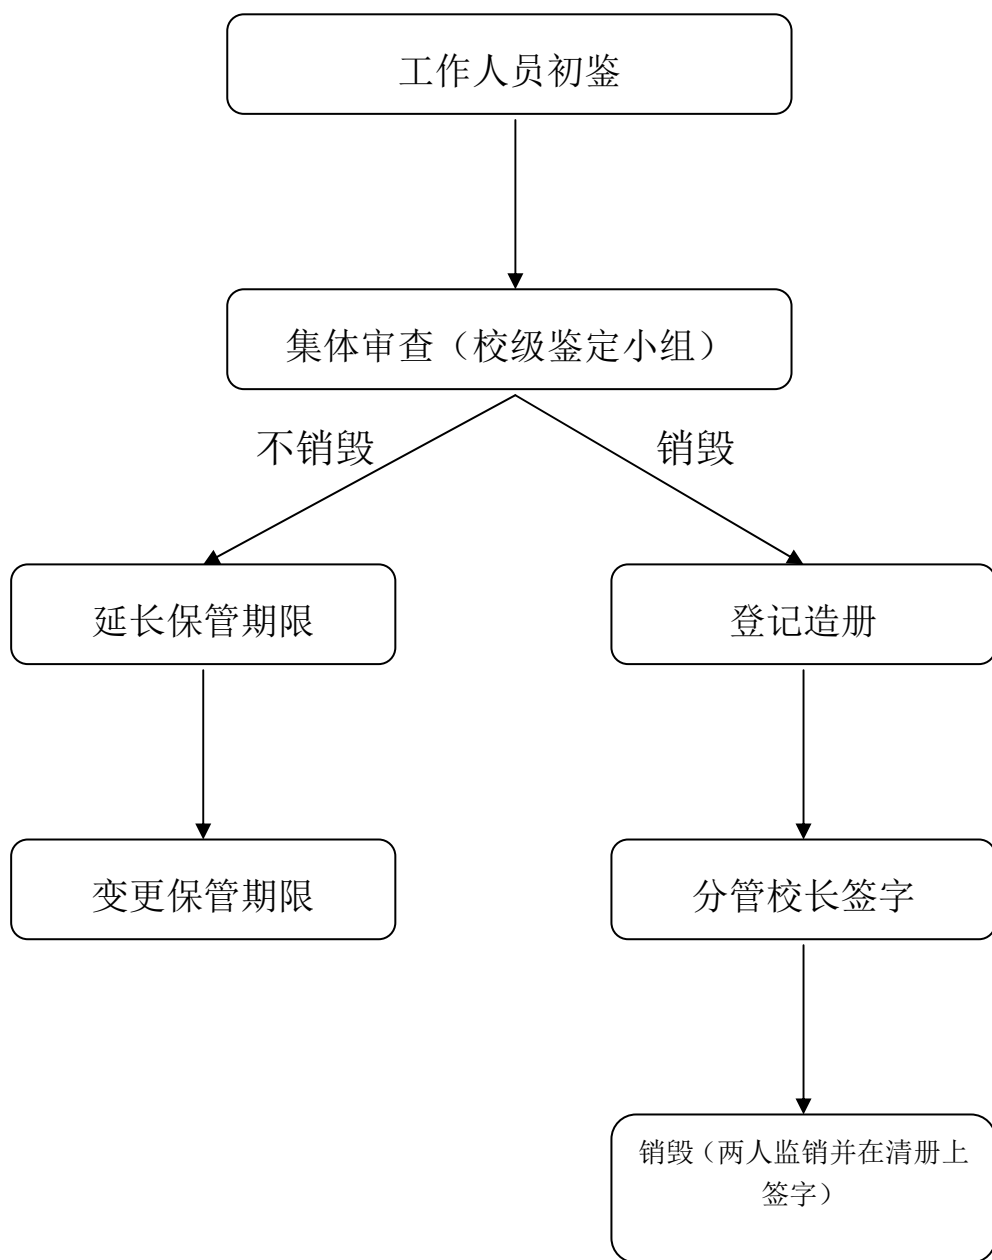 工作人员初鉴
集体审查（校级鉴定小组）
不销毁
销毁
延长保管期限
登记造册
变更保管期限
分管校长签字
销毁（两人监销并在清册上
签字）